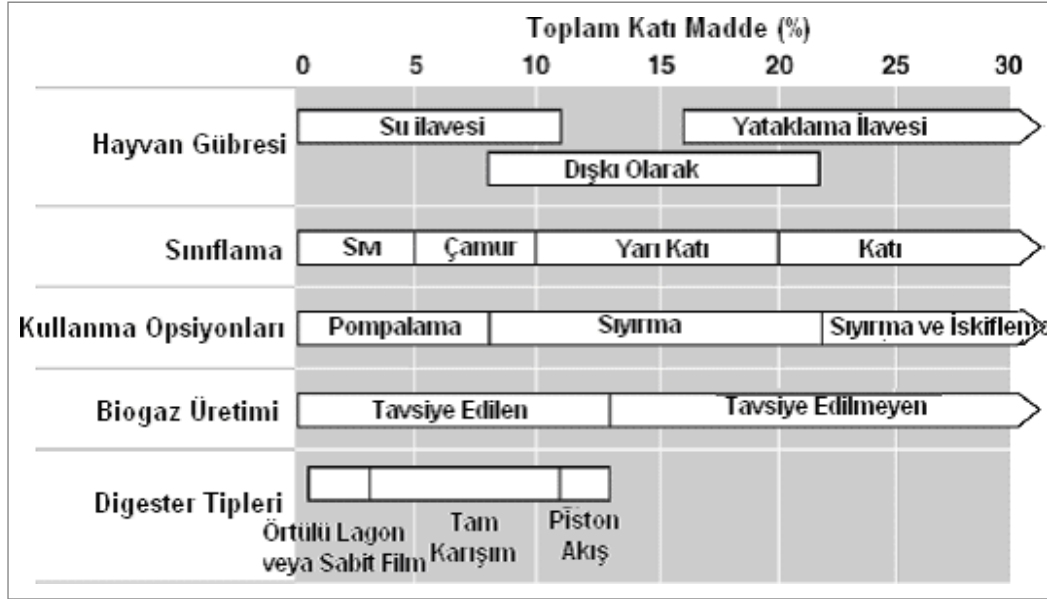 Toplam Katı Madde (%)
0 5 10 15 20 25 30
Hayvan Gübresi
Su ilavesi
Yataklama İlavesi
Dışkı Olarak
Sınıflama
Sıvı
Çamur
Yarı Katı
Katı
Kullanma Opsiyonları
Pompalama
Sıyırma
Sıyırma ve İskifleme
Biogaz Üretimi
Tavsiye Edilen
Tavsiye Edilmeyen
Digester Tipleri
Örtülü Lagon
veya Sabit Film
Tam
Karışım
Piston
Akış